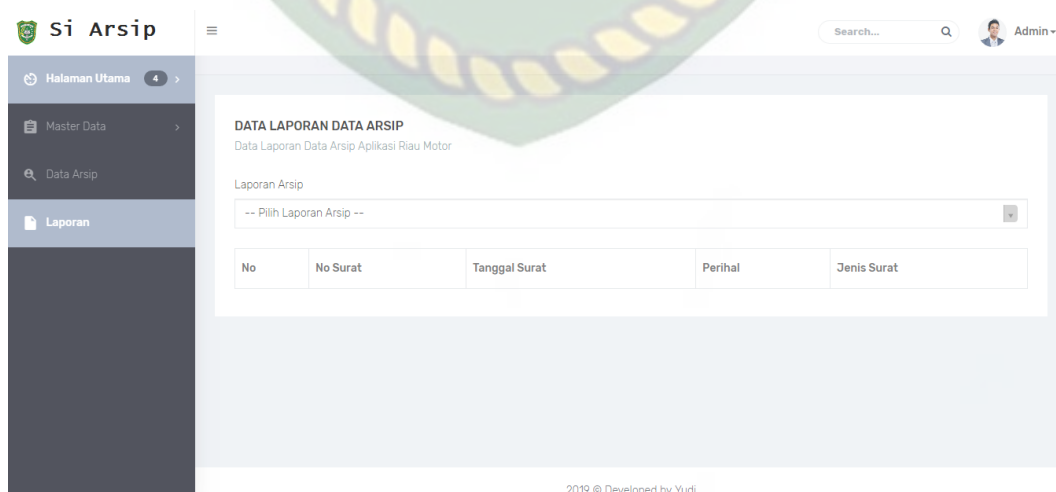 Si Arsip
Search...
Admin
Halaman Utama 4
Master Data
Data Arsip
Laporan
DATA LAPORAN DATA ARSIP
Data Laporan Data Arsip Aplikasi Riau Motor
Laporan Arsip
-- Pilih Laporan Arsip --
No No Surat Tanggal Surat Perihal Jenis Surat
2019 © Developed by Yudi